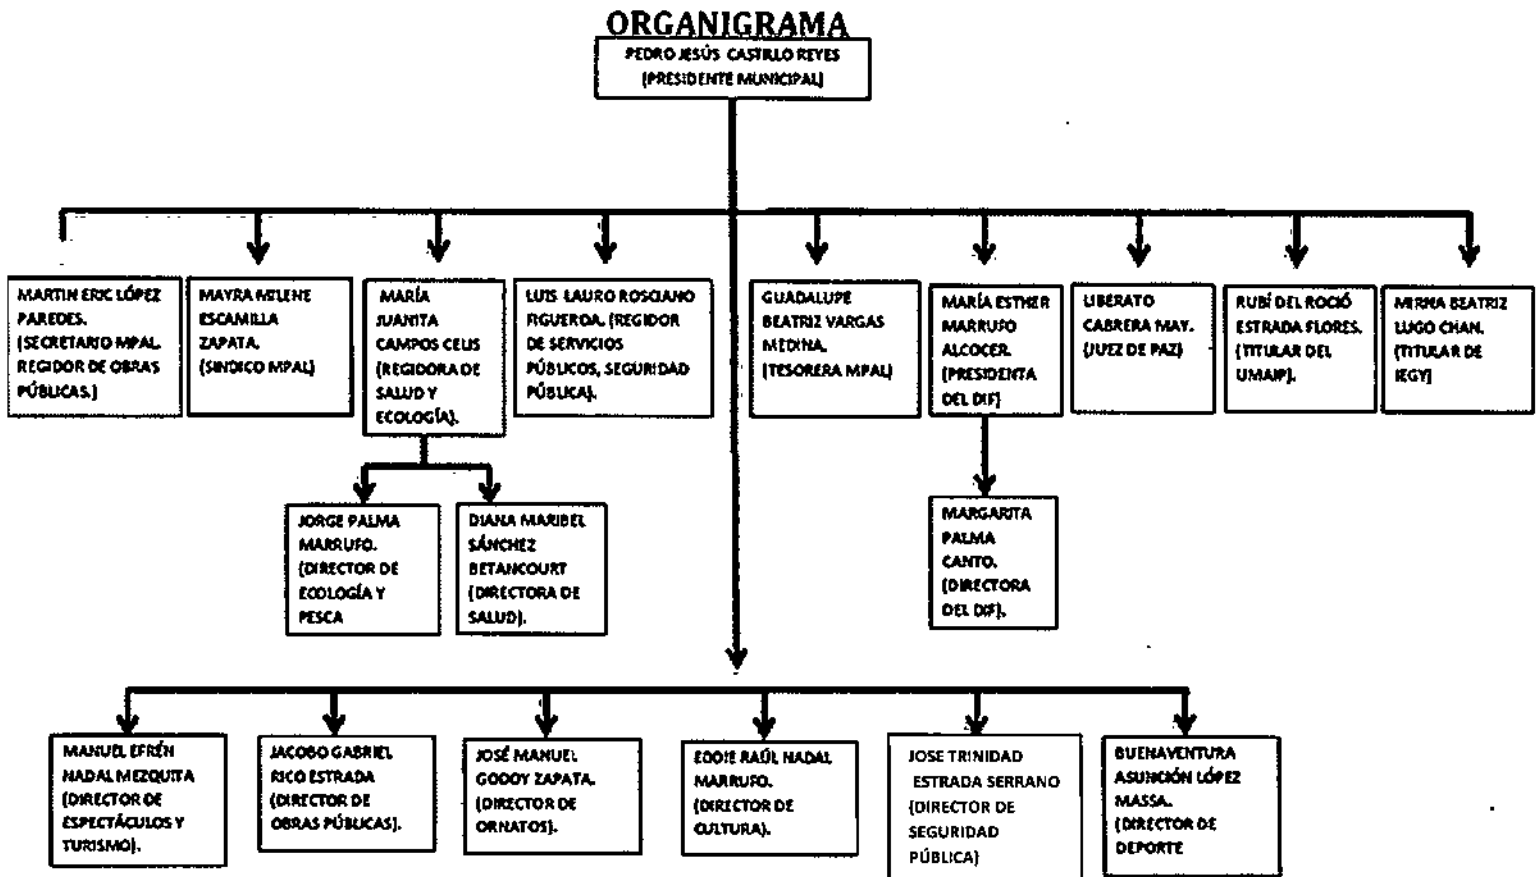 ORGANIGRAMA
PEDRO JESÚS CASTILLO REYES
(PRESIDENTE MUNICIPAL)
MARTIN ERIC LÓPEZ
PAREDES.
(SECRETARIO MPAL.
REGIDOR DE OBRAS
PÚBLICAS.)
MAYRA MILENE
ESCAMILLA
ZAPATA.
(SINDICO MPAL)
MARÍA
JUANITA
CAMPOS CELIS
(REGIDORA DE
SALUD Y
ECOLOGÍA).
LUIS LAURO ROSCIANO
FIGUEROA. (REGIDOR
DE SERVICIOS
PÚBLICOS, SEGURIDAD
PÚBLICA).
GUADALUPE
BEATRIZ VARGAS
MEDINA.
(TESORERA MPAL)
MARÍA ESTHER
MARRUFO
ALCOCER.
(PRESIDENTA
DEL DIF)
LIBERATO
CABRERA MAY.
(JUEZ DE PAZ)
RUBÍ DEL ROCIÓ
ESTRADA FLORES.
(TITULAR DEL
UMAIP).
MIRNA BEATRIZ
LUGO CHAN.
(TITULAR DE
IEGY)
JORGE PALMA
MARRUFO.
(DIRECTOR DE
ECOLOGÍA Y
PESCA
DIANA MARIBEL
SÁNCHEZ
BETANCOURT
(DIRECTORA DE
SALUD).
MARGARITA
PALMA
CANTO.
(DIRECTORA
DEL DIF).
MANUEL EFRÉN
NADAL MEZQUITA
(DIRECTOR DE
ESPECTÁCULOS Y
TURISMO).
JACOBO GABRIEL
RICO ESTRADA
(DIRECTOR DE
OBRAS PÚBLICAS).
JOSÉ MANUEL
GODOY ZAPATA.
(DIRECTOR DE
ORNATOS).
EDDIE RAÚL NADAL
MARRUFO.
(DIRECTOR DE
CULTURA).
JOSE TRINIDAD
ESTRADA SERRANO
(DIRECTOR DE
SEGURIDAD
PÚBLICA)
BUENAVENTURA
ASUNCIÓN LÓPEZ
MASSA.
(DIRECTOR DE
DEPORTE